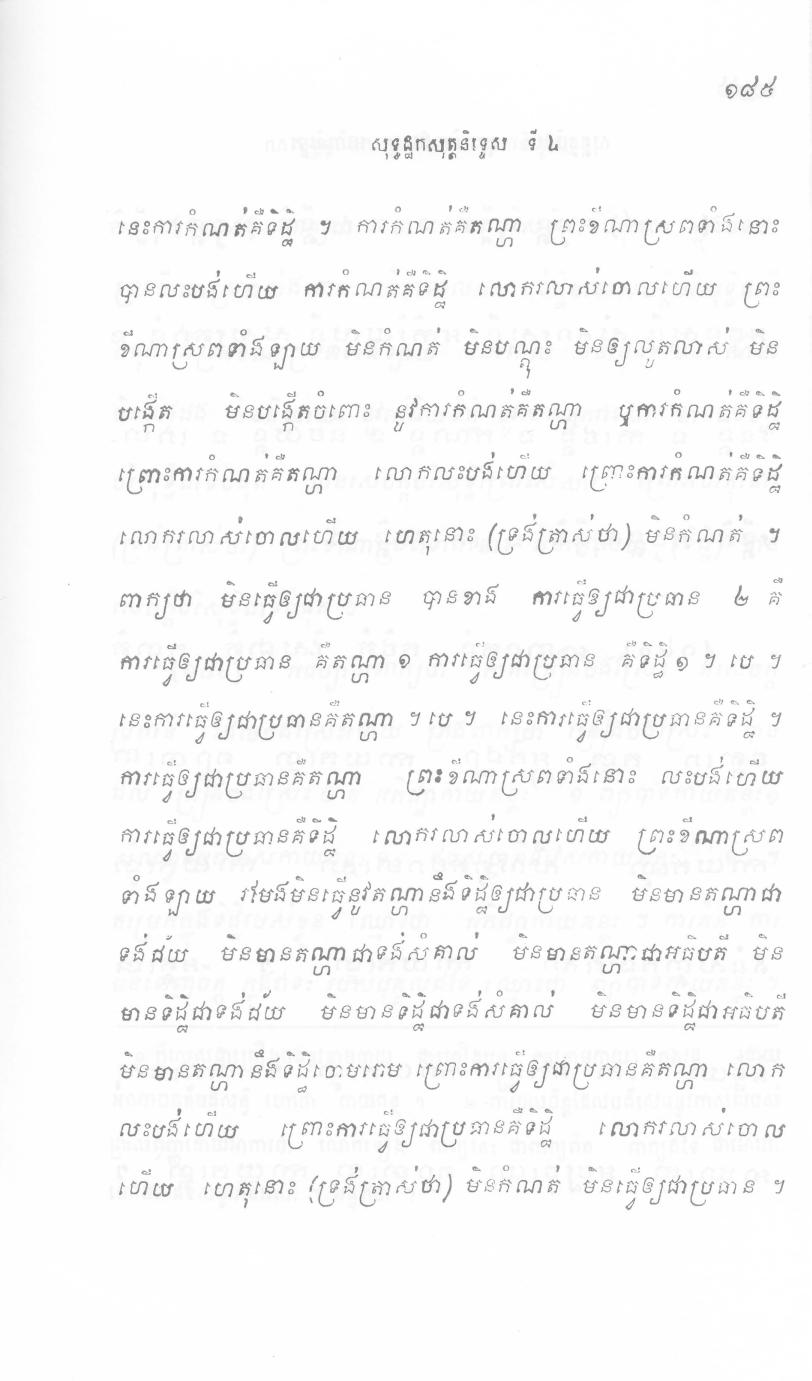 ១៨៥
សុទ្ធដ្ឋកសុត្តនិទ្ទេស ទី ៤
នេះការកំណត់គឺទិដ្ឋិ ។ ការកំណត់គឺតណ្ហា ព្រះខីណាស្រពទាំងនោះ
បានលះបង់ហើយ ការកំណត់គឺទិដ្ឋិ លោករលាស់ចោលហើយ ព្រះ
ខីណាស្រពទាំងឡាយ មិនកំណត់ មិនបណ្តុះ មិនឲ្យលូតលាស់ មិន
បង្កើត មិនបង្កើតចំពោះ នូវការកំណត់គឺតណ្ហា ឬការកំណត់គឺទិដ្ឋិ
ព្រោះការកំណត់គឺតណ្ហា លោកលះបង់ហើយ ព្រោះការកំណត់គឺទិដ្ឋិ
លោករលាស់ចោលហើយ ហេតុនោះ (ទ្រង់ត្រាស់ថា) មិនកំណត់ ។
ពាក្យថា មិនធ្វើឲ្យជាប្រធាន បានខាង ការធ្វើឲ្យជាប្រធាន ២ គឺ
ការធ្វើឲ្យជាប្រធាន គឺតណ្ហា ១ ការធ្វើឲ្យជាប្រធាន គឺទិដ្ឋិ ១ ។ បេ ។
នេះការធ្វើឲ្យជាប្រធានគឺតណ្ហា ។ បេ ។ នេះការធ្វើឲ្យជាប្រធានគឺទិដ្ឋិ ។
ការធ្វើឲ្យជាប្រធានគឺតណ្ហា ព្រះខីណាស្រពទាំងនោះ លះបង់ហើយ
ការធ្វើឲ្យជាប្រធានគឺទិដ្ឋិ លោករលាស់ចោលហើយ ព្រះខីណាស្រព
ទាំងឡាយ រមែងមិនធ្វើនូវតណ្ហានឹងទិដ្ឋិឲ្យជាប្រធាន មិនមានតណ្ហាជា
ទង់ជ័យ មិនមានតណ្ហាជាទង់សំគាល់ មិនមានតណ្ហាជាអធិបតី មិន
មានទិដ្ឋិជាទង់ជ័យ មិនមានទិដ្ឋិជាទង់សំគាល់ មិនមានទិដ្ឋិជាអធិបតី
មិនមានតណ្ហានឹងទិដ្ឋិចោមរោម ព្រោះការធ្វើឲ្យជាប្រធានគឺតណ្ហា លោក
លះបង់ហើយ ព្រោះការធ្វើឲ្យជាប្រធានគឺទិដ្ឋិ លោករលាស់ចោល
ហើយ ហេតុនោះ (ទ្រង់ត្រាស់ថា) មិនកំណត់ មិនធ្វើឲ្យជាប្រធាន ។